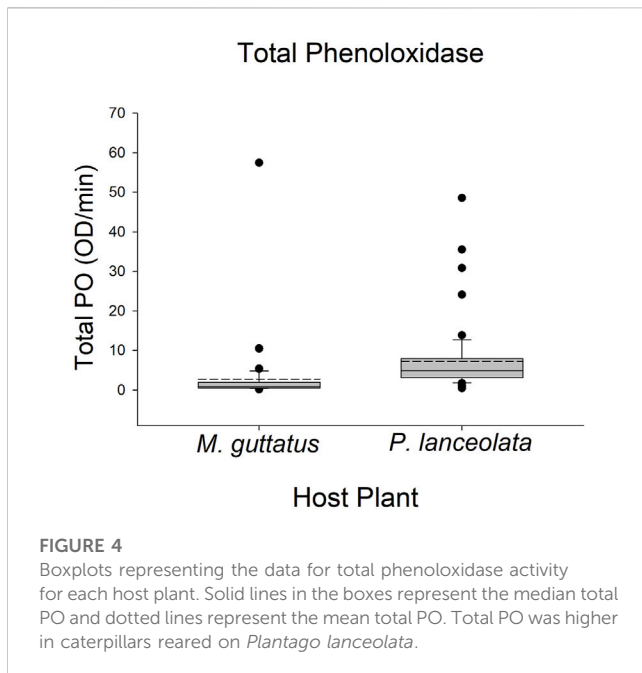 Total Phenoloxidase
70
60
50
40
30
20
10
0
Total PO (OD/min)
M. guttatus
P. lanceolata
Host Plant
FIGURE 4
Boxplots representing the data for total phenoloxidase activity
for each host plant. Solid lines in the boxes represent the median total
PO and dotted lines represent the mean total PO. Total PO was higher
in caterpillars reared on Plantago lanceolata.